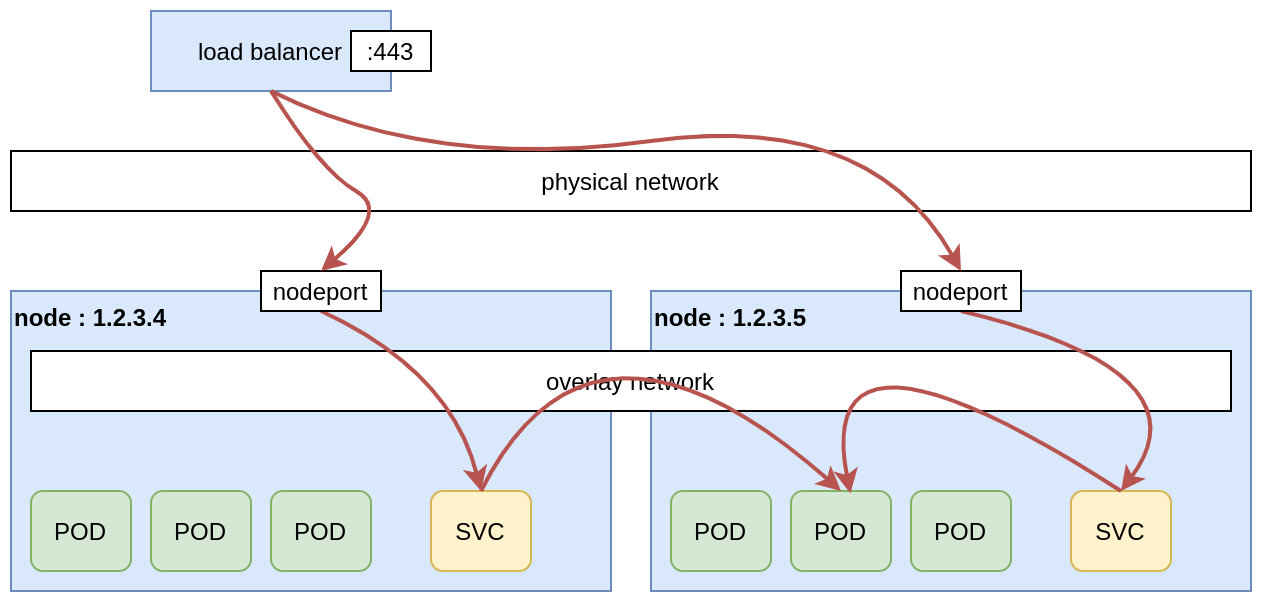 load balancer
:443
physical network
nodeport
nodeport
node : 1.2.3.4
node : 1.2.3.5
overlay network
POD
POD
POD
SVC
POD
POD
POD
SVC